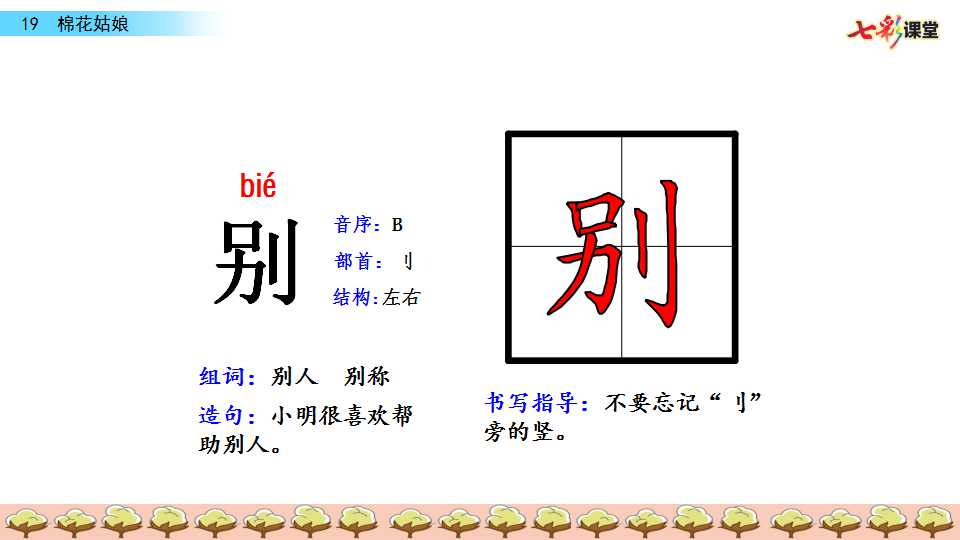 19 棉花姑娘
七彩课堂
bié
别
音序：B
部首：刂
结构：左右
别
组词：别人 别称
造句：小明很喜欢帮
助别人。
书写指导：不要忘记“刂”
旁的竖。